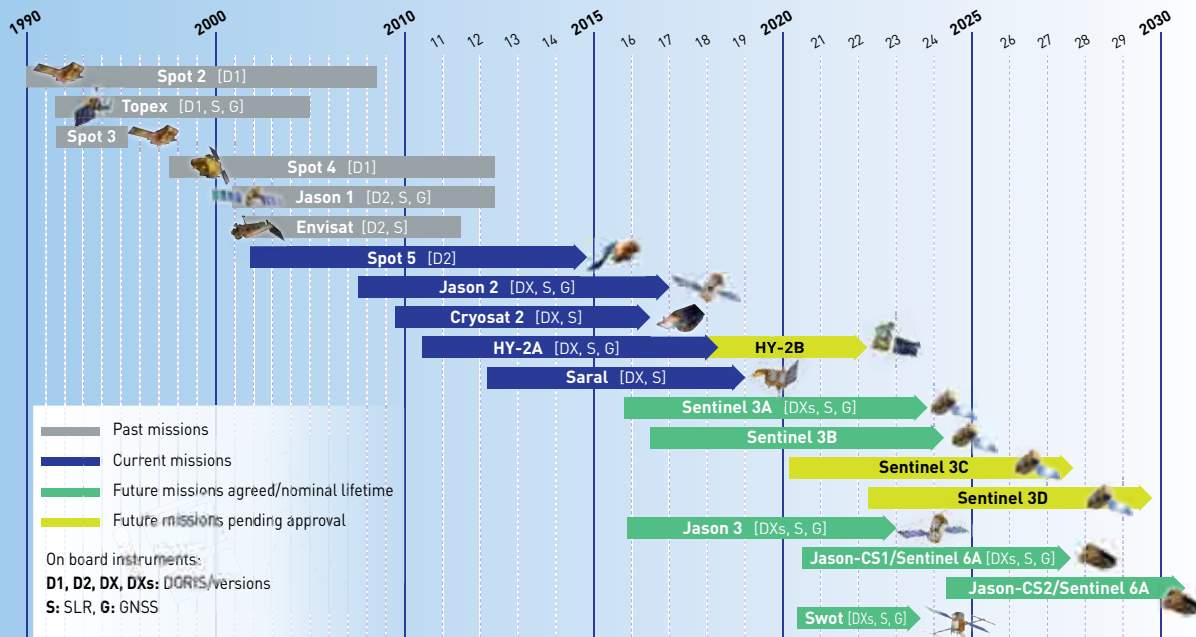 1990 2000 2010 11 12 13 14 2015 16 17 18 19 2020 21 22 23 24 2025 26 27 28 29 2030
Spot 2 [D1]
Topex [D1, S, G]
Spot 3
Spot 4 [D1]
Jason 1 [D2, S, G]
Envisat [D2, S]
Spot 5 [D2]
Jason 2 [DX, S, G]
Cryosat 2 [DX, S]
HY-2A [DX, S, G] HY-2B
Saral [DX, S]
Sentinel 3A [DXs, S, G]
Sentinel 3B
Sentinel 3C
Sentinel 3D
Jason 3 [DXs, S, G]
Jason-CS1/Sentinel 6A [DXs, S, G]
Jason-CS2/Sentinel 6A
Swot [DXs, S, G]
Past missions
Current missions
Future missions agreed/nominal lifetime
Future missions pending approval
On board instruments:
D1, D2, DX, DXs: DORIS/versions
S: SLR, G: GNSS